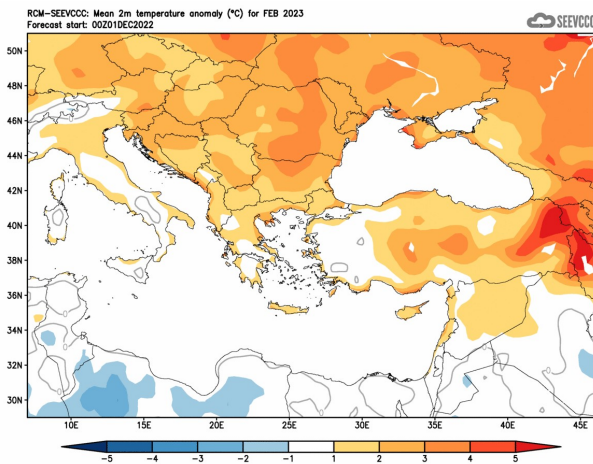 RCM-SEEVCCC: Mean 2m temperature anomaly (°C) for FEB 2023
Forecast start: 00Z01DEC2022
SEEVCCC
50N
48N
46N
44N
42N
40N
38N
36N
34N
32N
30N
10E 15E 20E 25E 30E 35E 40E 45E
-5 -4 -3 -2 -1 1 2 3 4 5